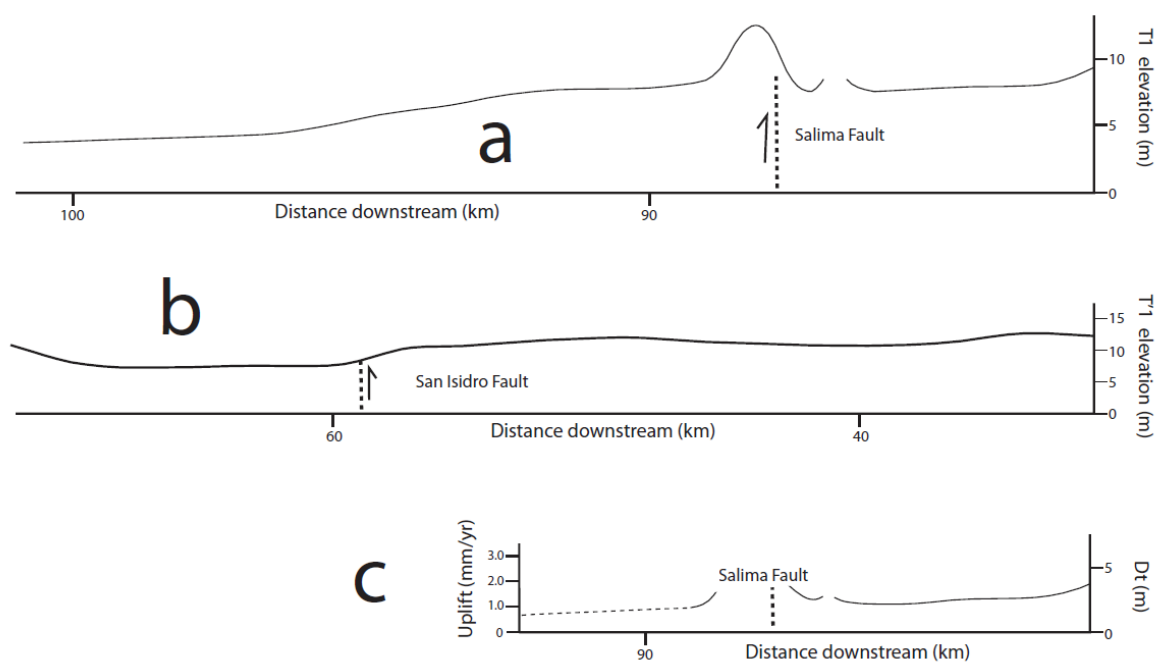 T1 elevation (m)
10
5
0
a
Salima Fault
100
Distance downstream (km)
90
b
T'1 elevation (m)
15
10
5
0
San Isidro Fault
60
Distance downstream (km)
40
c
Uplift (mm/yr)
3.0
2.0
1.0
0
Salima Fault
Dt (m)
5
0
90
Distance downstream (km)